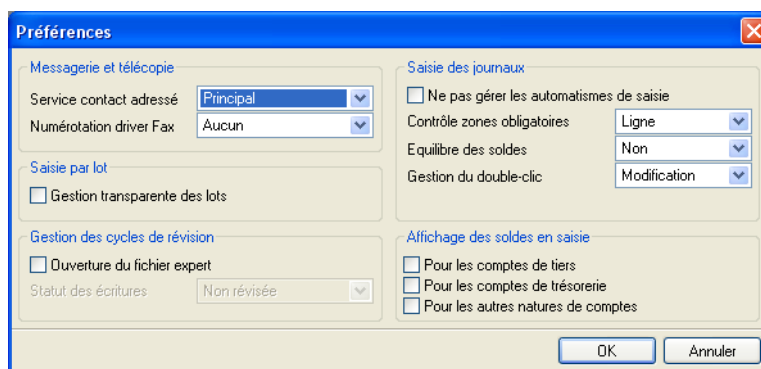 Préférences
Messagerie et télécopie
Service contact adressé Principal
Numérotation driver Fax Aucun
Saisie par lot
Gestion transparente des lots
Gestion des cycles de révision
Ouverture du fichier expert
Statut des écritures Non révisée
Saisie des journaux
Ne pas gérer les automatismes de saisie
Contrôle zones obligatoires Ligne
Equilibre des soldes Non
Gestion du double-clic Modification
Affichage des soldes en saisie
Pour les comptes de tiers
Pour les comptes de trésorerie
Pour les autres natures de comptes
OK Annuler